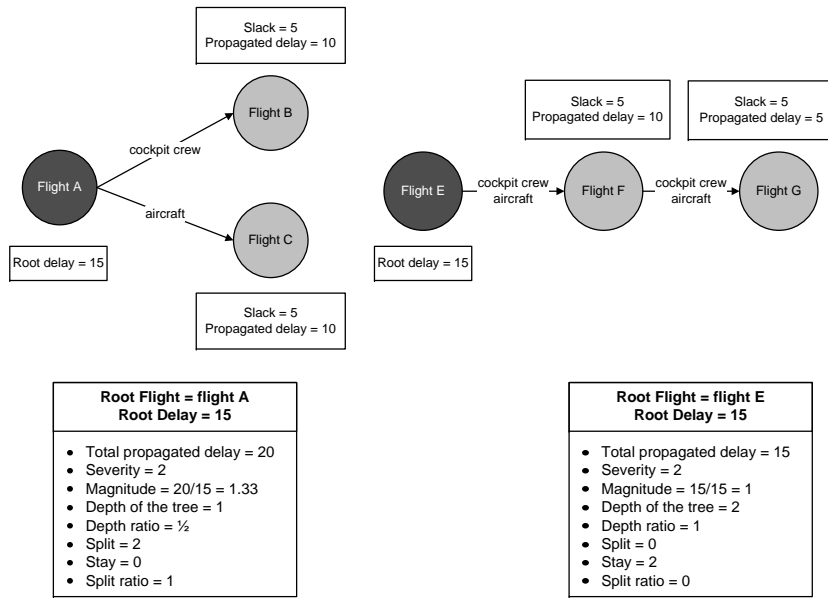 Slack = 5
Propagated delay = 10
Flight B
cockpit crew
Flight A
aircraft
Flight C
Root delay = 15
Slack = 5
Propagated delay = 10
Slack = 5
Propagated delay = 10
Slack = 5
Propagated delay = 5
Flight E
cockpit crew
aircraft
Flight F
cockpit crew
aircraft
Flight G
Root delay = 15
Root Flight = flight A
Root Delay = 15
• Total propagated delay = 20
• Severity = 2
• Magnitude = 20/15 = 1.33
• Depth of the tree = 1
• Depth ratio = ½
• Split = 2
• Stay = 0
• Split ratio = 1
Root Flight = flight E
Root Delay = 15
• Total propagated delay = 15
• Severity = 2
• Magnitude = 15/15 = 1
• Depth of the tree = 2
• Depth ratio = 1
• Split = 0
• Stay = 2
• Split ratio = 0